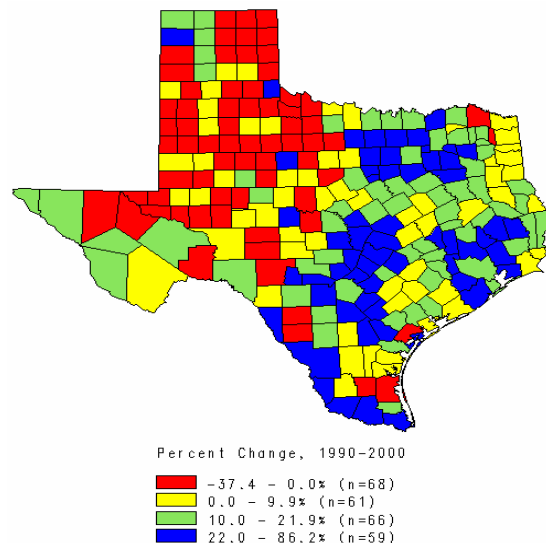 Percent Change, 1990-2000
-37.4 - 0.0% (n=68)
0.0 - 9.9% (n=61)
10.0 - 21.9% (n=66)
22.0 - 86.2% (n=59)